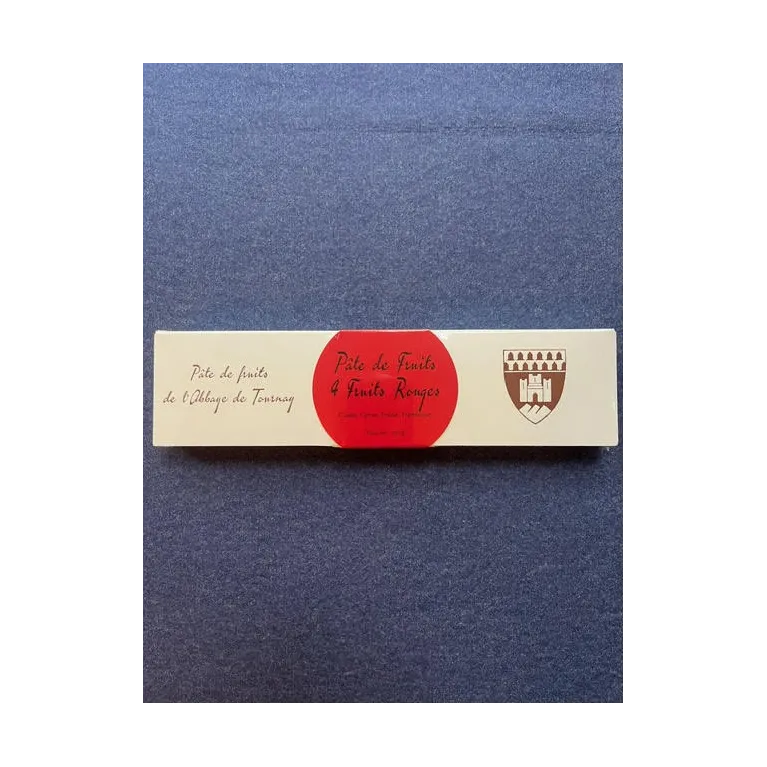 Pâte de fruits
de l'Abbaye de Tournay
Pâte de Fruits
4 Fruits Rouges